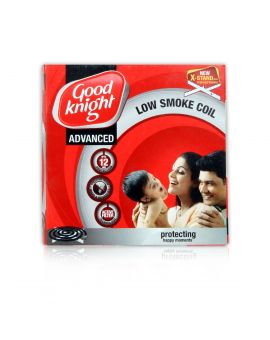 Good
knight
ADVANCED
NEW
X-STAND
LOW SMOKE COIL
12
protecting
happy moments